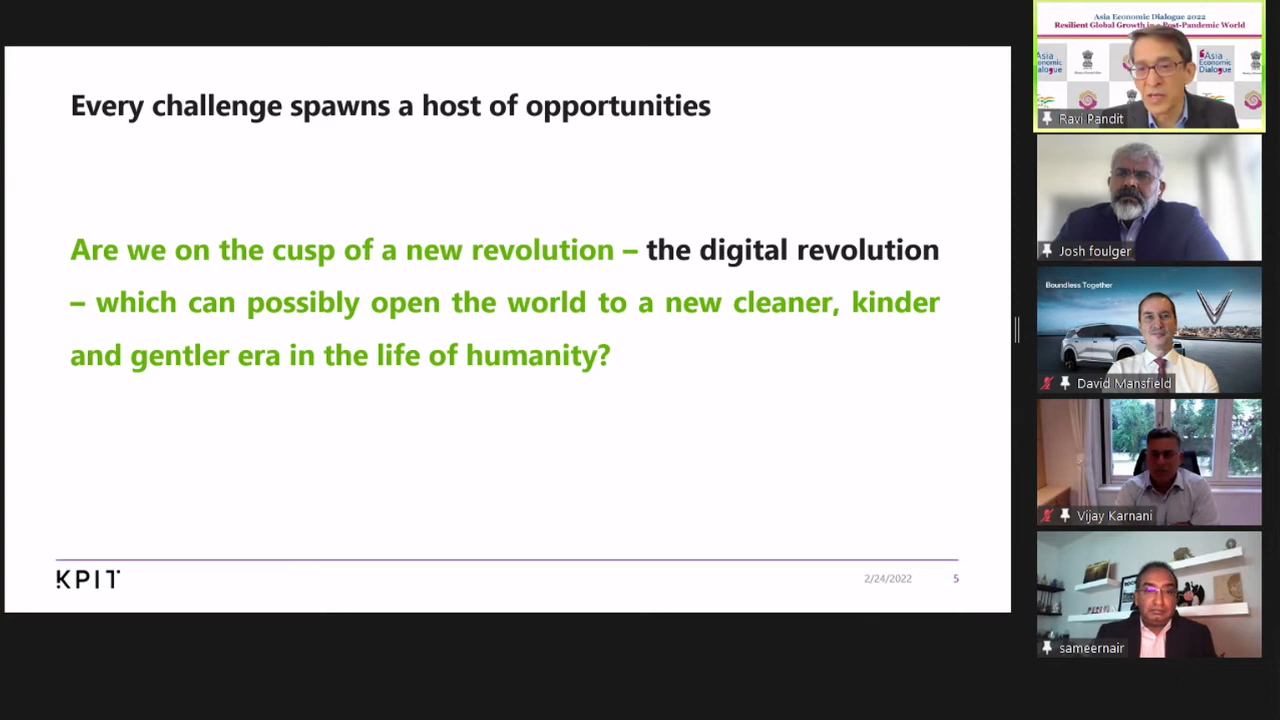 Every challenge spawns a host of opportunities
Are we on the cusp of a new revolution – the digital revolution
– which can possibly open the world to a new cleaner, kinder
and gentler era in the life of humanity?
KPIT
2/24/2022
5
Asia Economic Dialogue 2022
Resilient Global Growth in a Post-Pandemic World
Asia
Economic
Dialogue
Ravi Pandit
Josh foulger
Boundless Together
David Mansfield
Vijay Karnani
sameernair